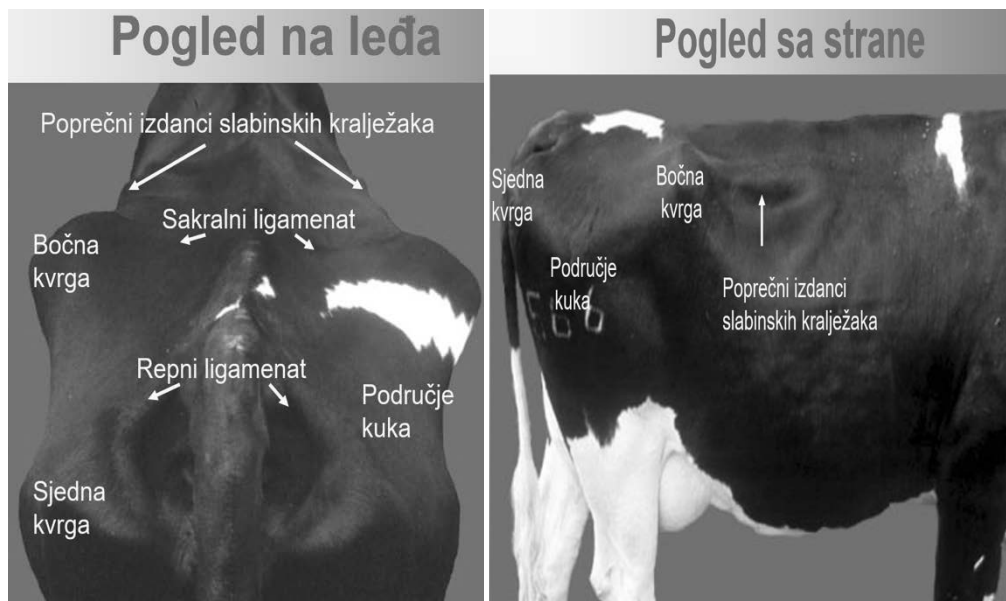 Pogled na leđa
Poprečni izdanci slabinskih kralježaka
Sakralni ligamenat
Bočna
kvrga
Repni ligamenat
Područje
kuka
Sjedna
kvrga
Pogled sa strane
Sjedna
kvrga
Bočna
kvrga
Područje
kuka
Poprečni izdanci
slabinskih kralježaka